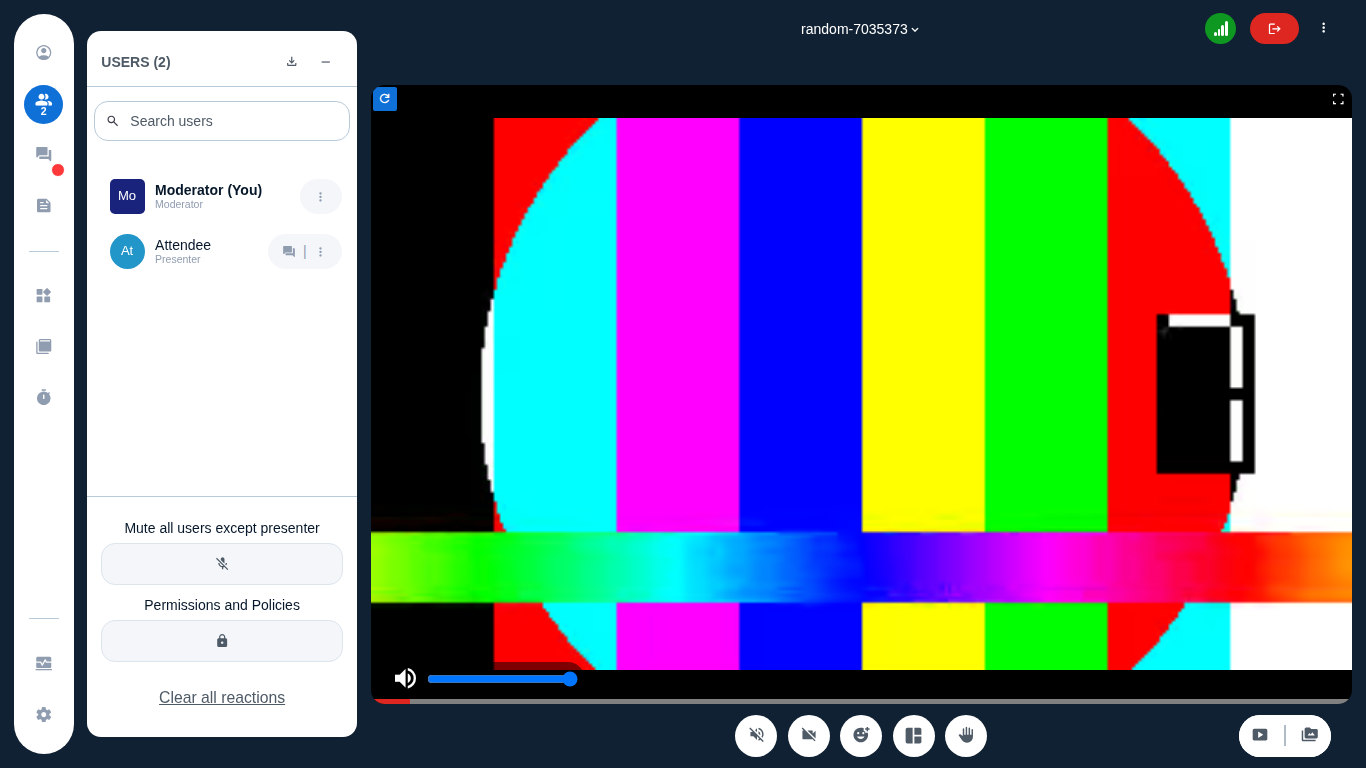 random-7035373
USERS (2)
2
Search users
Mo
Moderator (You)
Moderator
At
Attendee
Presenter
Mute all users except presenter
Permissions and Policies
Clear all reactions